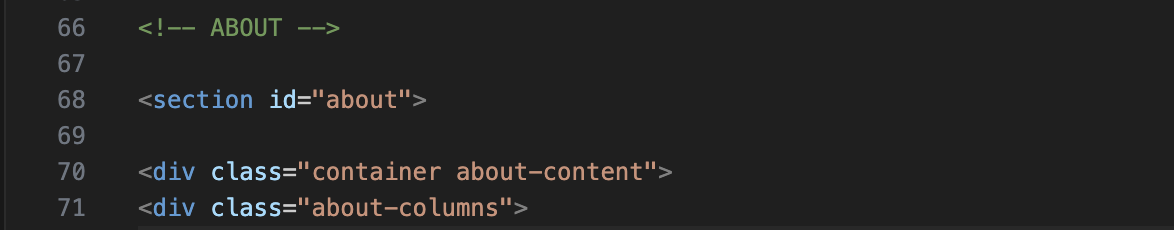 66 <!-- ABOUT -->
67
68 <section id="about">
69
70 <div class="container about-content">
71 <div class="about-columns">